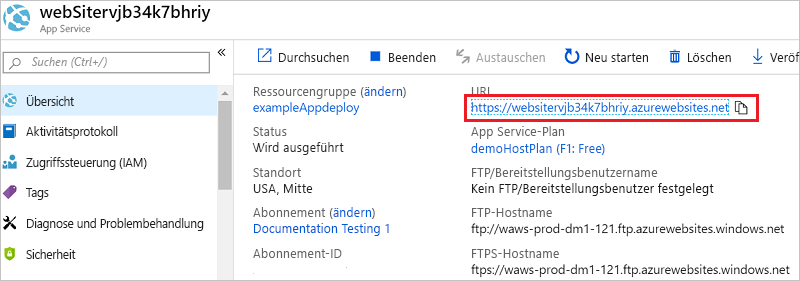 webSitervjb34k7bhriy
App Service
Suchen (Ctrl+/)
Übersicht
Aktivitätsprotokoll
Zugriffssteuerung (IAM)
Tags
Diagnose und Problembehandlung
Sicherheit
Durchsuchen Beenden Austauschen Neu starten Löschen Veröf
Ressourcengruppe (ändern)
exampleAppdeploy
Status
Wird ausgeführt
Standort
USA, Mitte
Abonnement (ändern)
Documentation Testing 1
Abonnement-ID
URL
https://websitervjb34k7bhriy.azurewebsites.net
App Service-Plan
demoHostPlan (F1: Free)
FTP/Bereitstellungsbenutzername
Kein FTP/Bereitstellungsbenutzer festgelegt
FTP-Hostname
ftp://waws-prod-dm1-121.ftp.azurewebsites.windows.net
FTPS-Hostname
ftps://waws-prod-dm1-121.ftp.azurewebsites.windows.net